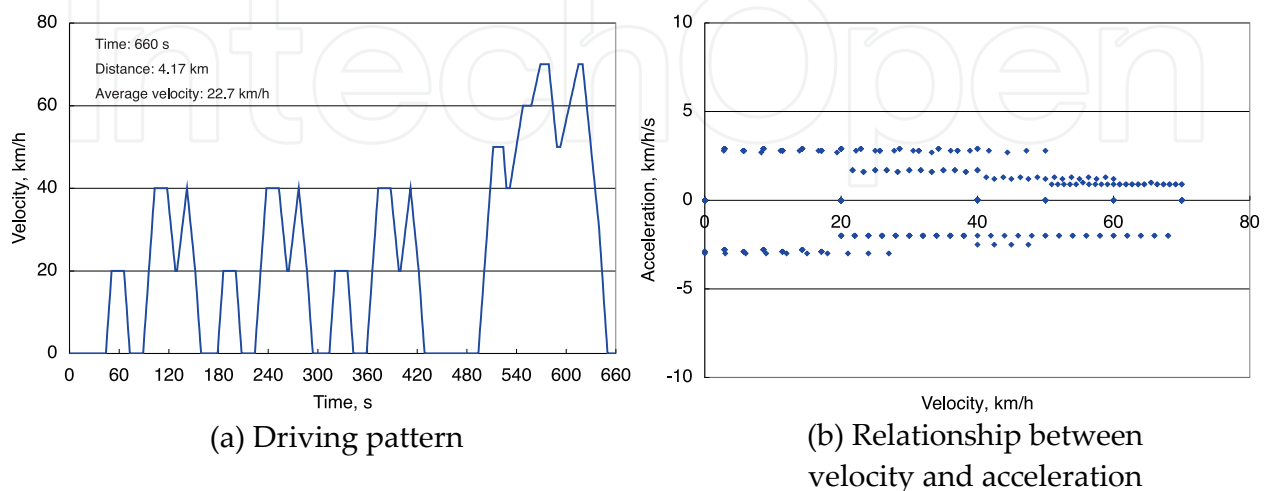 InTechOpen
80
60
40
20
0
Velocity, km/h
Time: 660 s
Distance: 4.17 km
Average velocity: 22.7 km/h
0 60 120 180 240 300 360 420 480 540 600 660
Time, s
(a) Driving pattern
10
5
0
-5
-10
Acceleration, km/h/s
0 20 40 60 80
Velocity, km/h
(b) Relationship between
velocity and acceleration